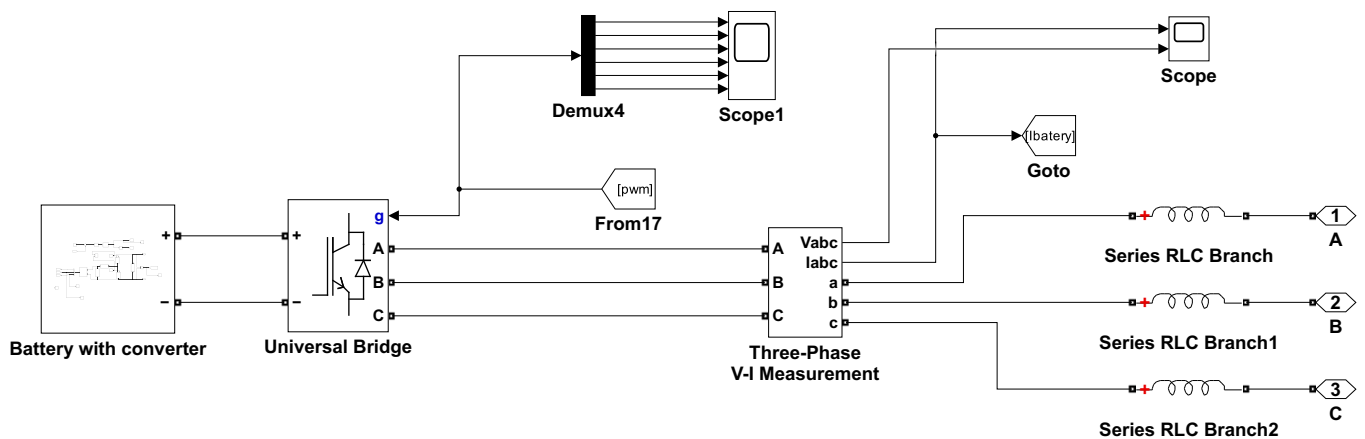 Demux4
Scope1
Scope
[Ibatery]
Goto
[pwm]
From17
+
−
Battery with converter
g
+
−
A
B
C
Universal Bridge
A
B
C
Vabc
Iabc
a
b
c
Three-Phase
V-I Measurement
+
Series RLC Branch
1
A
+
Series RLC Branch1
2
B
+
Series RLC Branch2
3
C